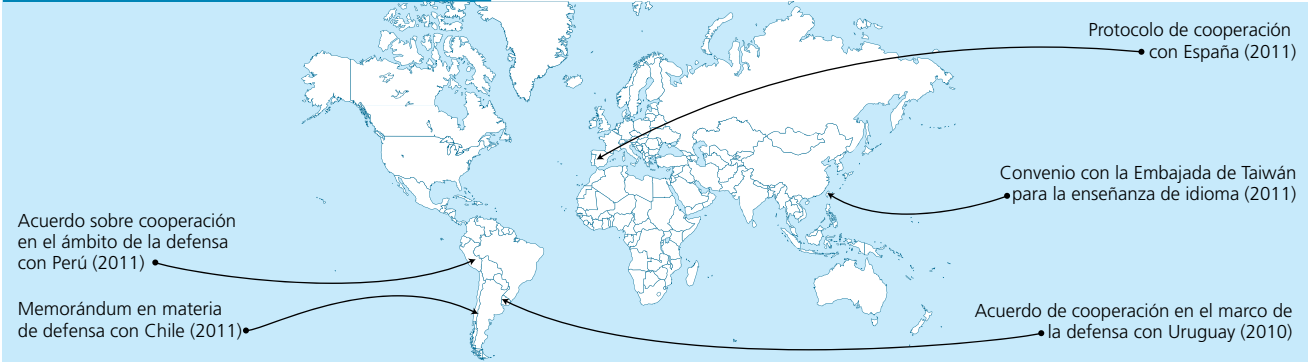 Protocolo de cooperación
con España (2011)
Convenio con la Embajada de Taiwán
para la enseñanza de idioma (2011)
Acuerdo sobre cooperación
en el ámbito de la defensa
con Perú (2011)
Memorándum en materia
de defensa con Chile (2011)
Acuerdo de cooperación en el marco de
la defensa con Uruguay (2010)